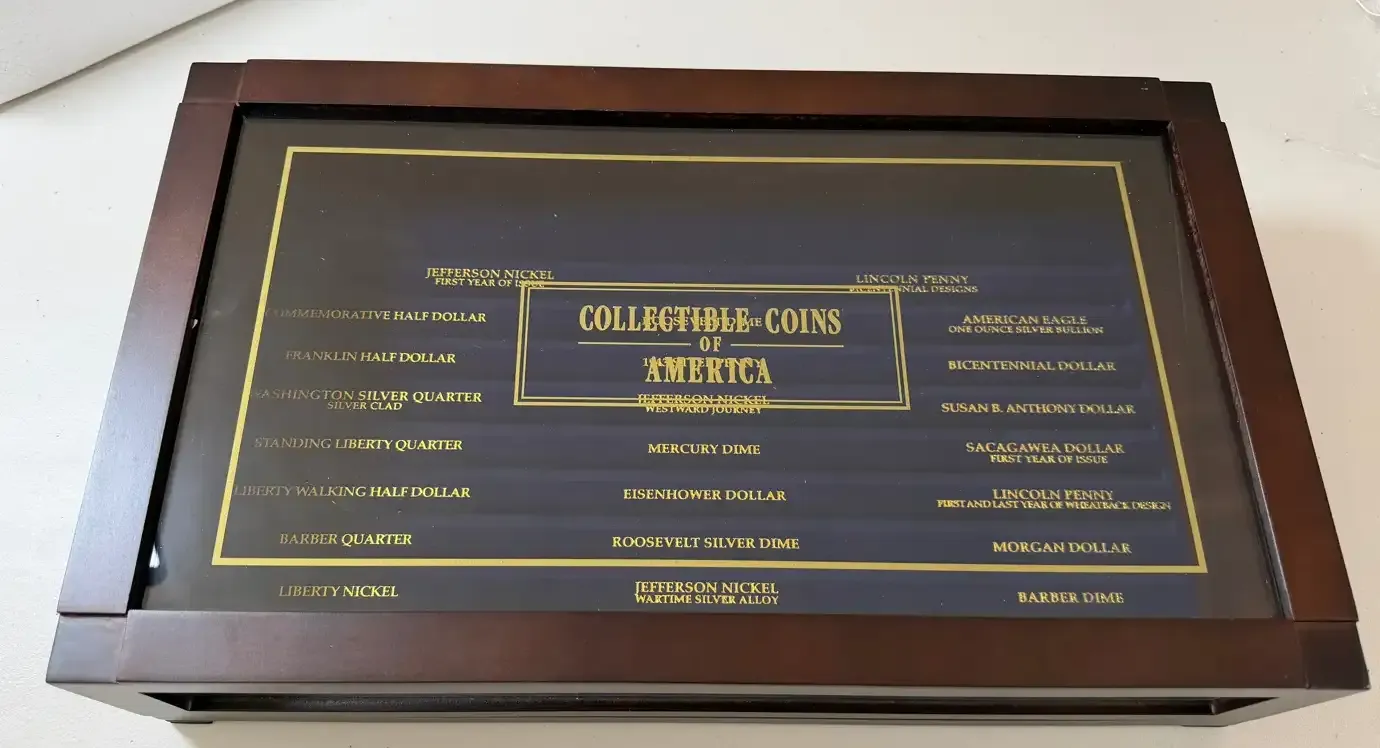 JEFFERSON NICKEL
FIRST YEAR OF ISSUE
LINCOLN PENNY
BICENTENNIAL DESIGNS
COLLECTIBLE COINS
OF
AMERICA
COMMEMORATIVE HALF DOLLAR
FRANKLIN HALF DOLLAR
WASHINGTON SILVER QUARTER
SILVER CLAD
STANDING LIBERTY QUARTER
LIBERTY WALKING HALF DOLLAR
BARBER QUARTER
LIBERTY NICKEL
JEFFERSON NICKEL
WESTWARD JOURNEY
MERCURY DIME
EISENHOWER DOLLAR
ROOSEVELT SILVER DIME
JEFFERSON NICKEL
WARTIME SILVER ALLOY
AMERICAN EAGLE
ONE OUNCE SILVER BULLION
BICENTENNIAL DOLLAR
SUSAN B. ANTHONY DOLLAR
SACAGAWEA DOLLAR
FIRST YEAR OF ISSUE
LINCOLN PENNY
FIRST AND LAST YEAR OF WHEATBACK DESIGN
MORGAN DOLLAR
BARBER DIME